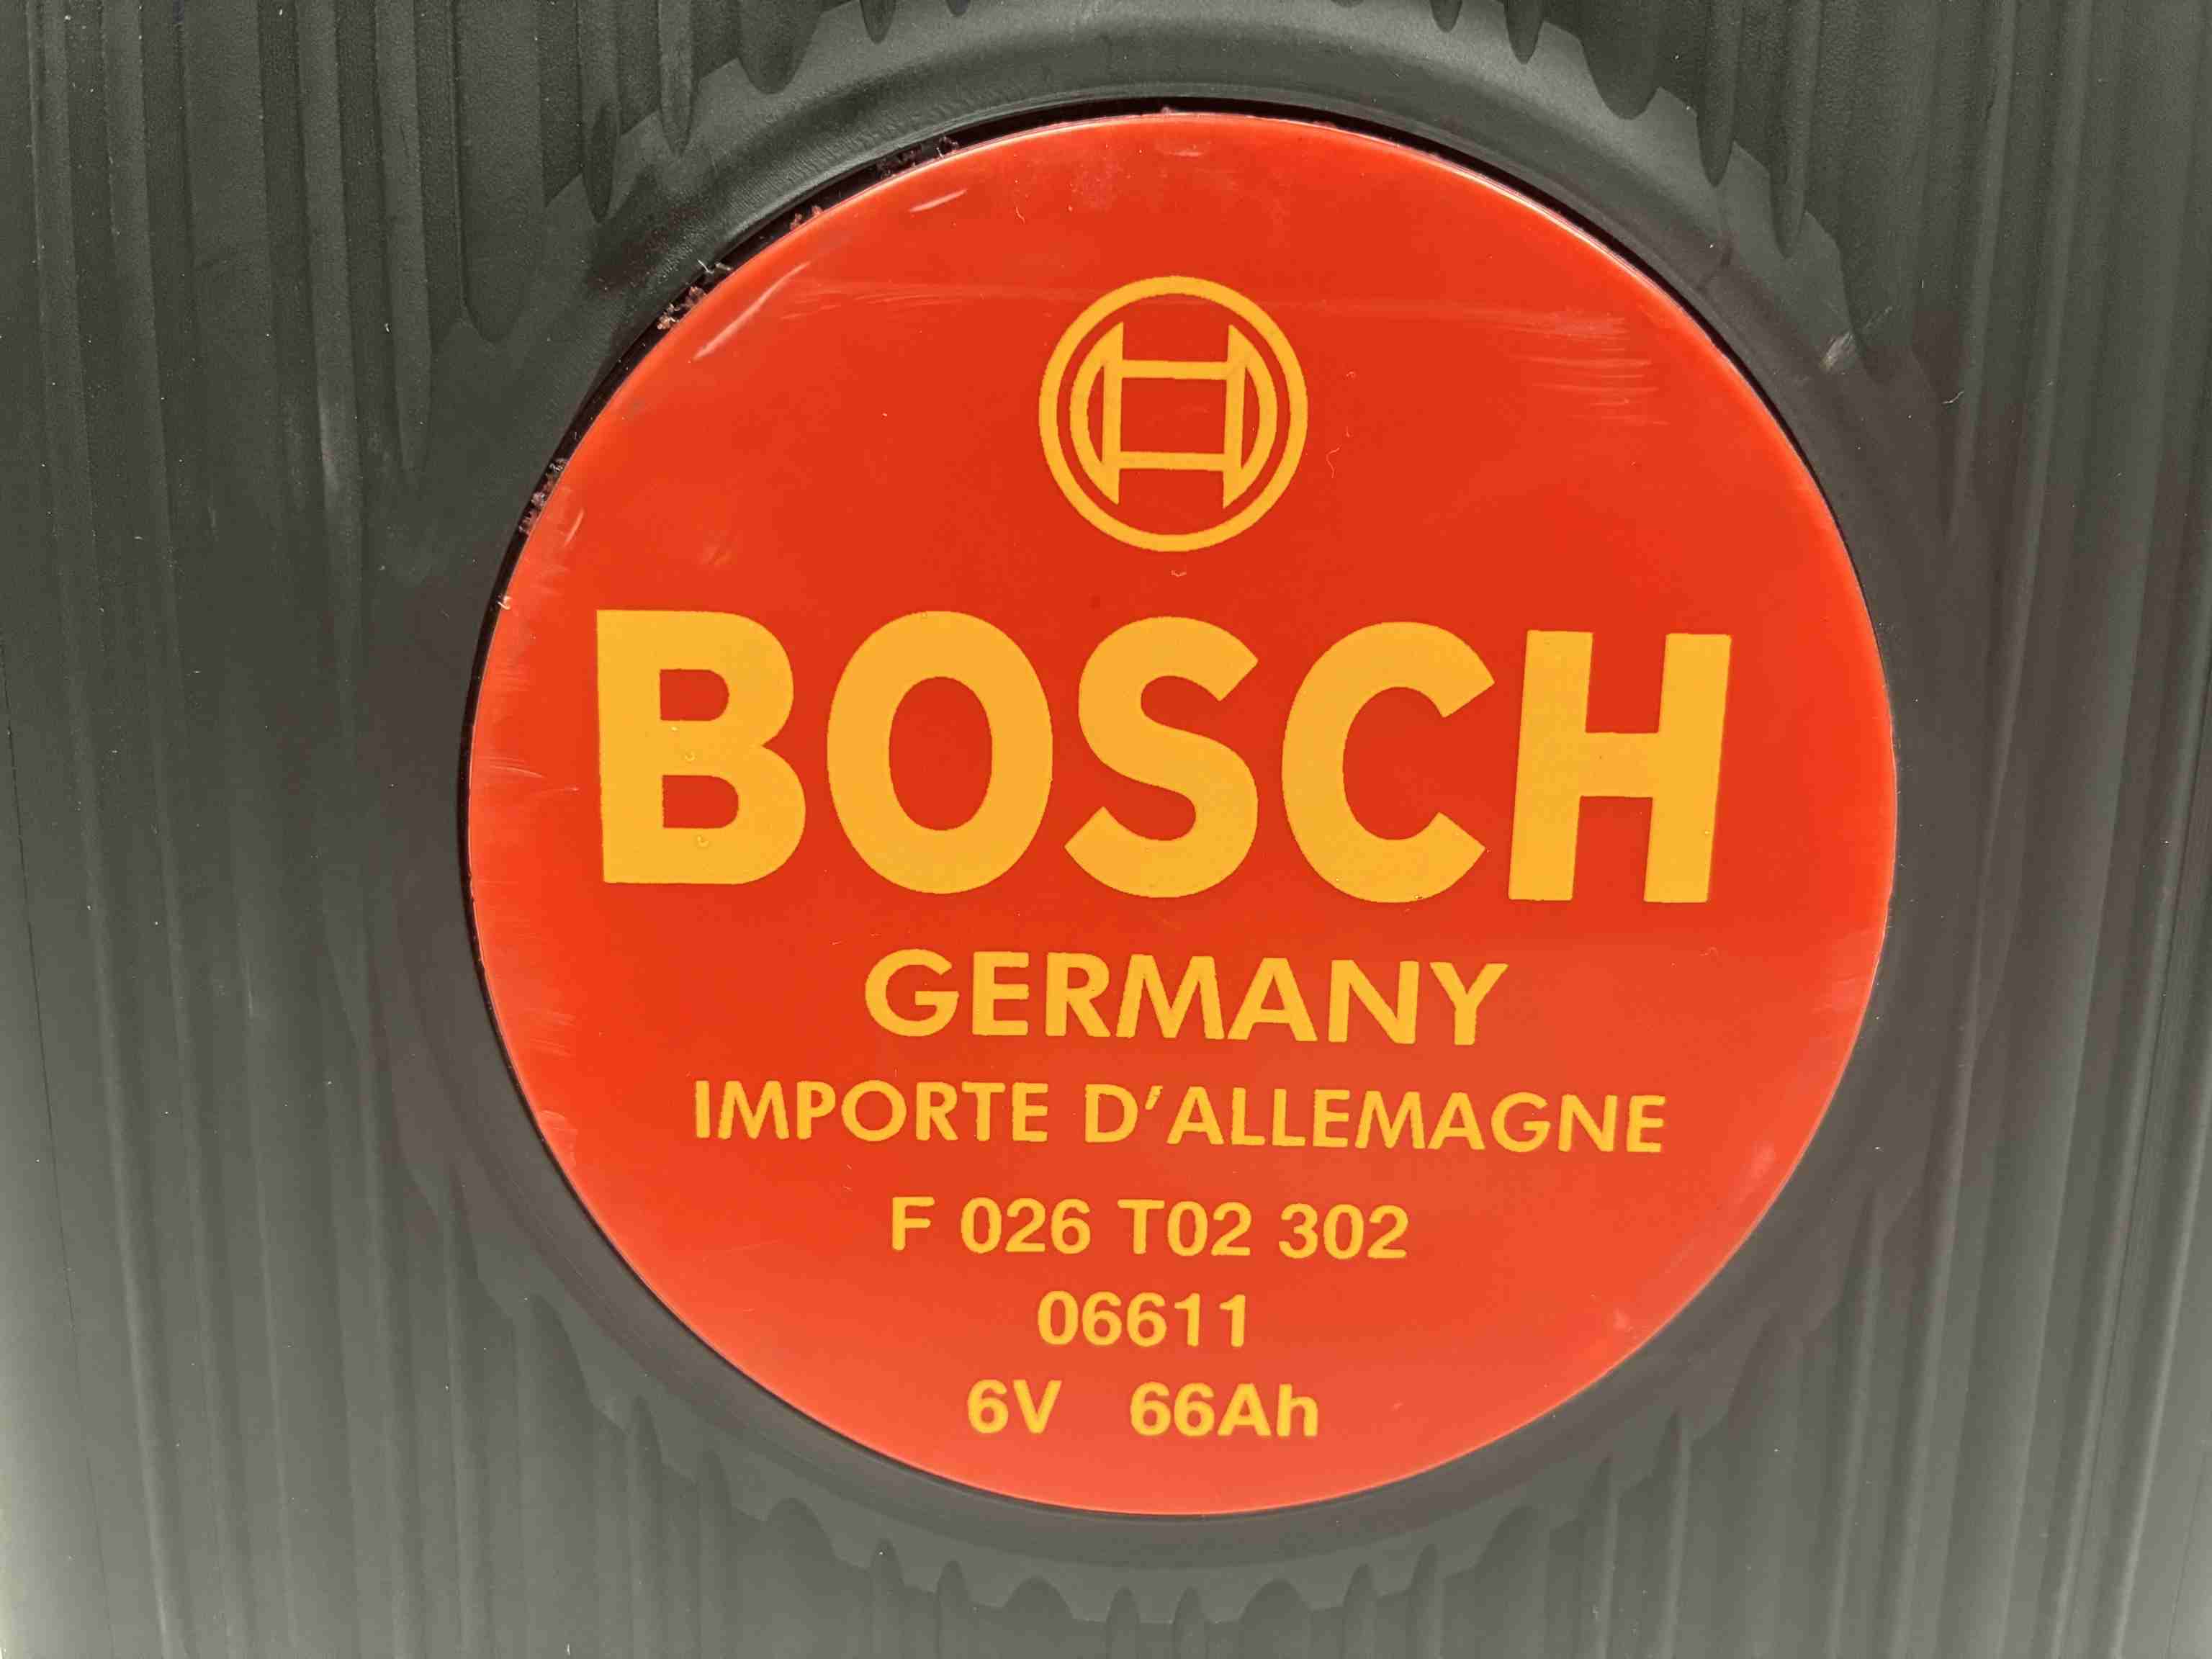 BOSCH
GERMANY
IMPORTE D'ALLEMAGNE
F 026 T02 302
06611
6V 66Ah